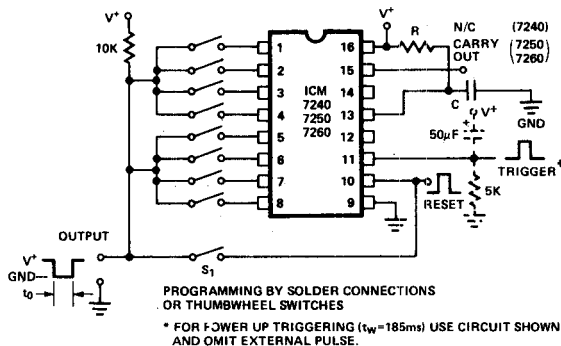 V+ V+ N/C (7240)
10K R CARRY OUT (7250 7260)
1 16
2 15
3 ICM 14
4 7240 13 C
5 7250 12 GND
6 7260 11 + V+
7 10 50μF
8 9 TRIGGER*
RESET 5K
OUTPUT
V+
GND
t0
S1
PROGRAMMING BY SOLDER CONNECTIONS
OR THUMBWHEEL SWITCHES
* FOR POWER UP TRIGGERING (tW=185ms) USE CIRCUIT SHOWN
AND OMIT EXTERNAL PULSE.